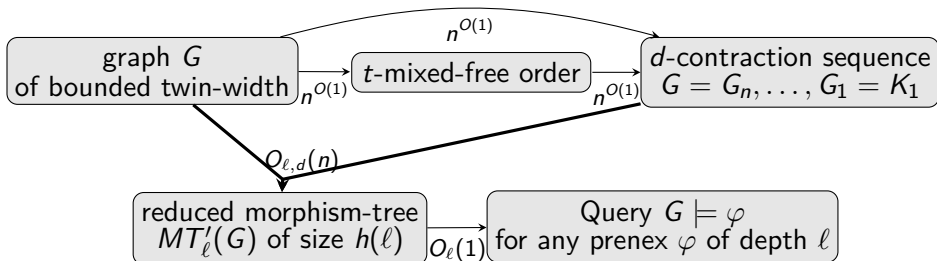 n^{O(1)}
graph G
of bounded twin-width
n^{O(1)}
t-mixed-free order
n^{O(1)}
d-contraction sequence
G = G_n, . . . , G_1 = K_1
O_{ℓ,d}(n)
reduced morphism-tree
MT'_ℓ(G) of size h(ℓ)
O_ℓ(1)
Query G ⊨ φ
for any prenex φ of depth ℓ